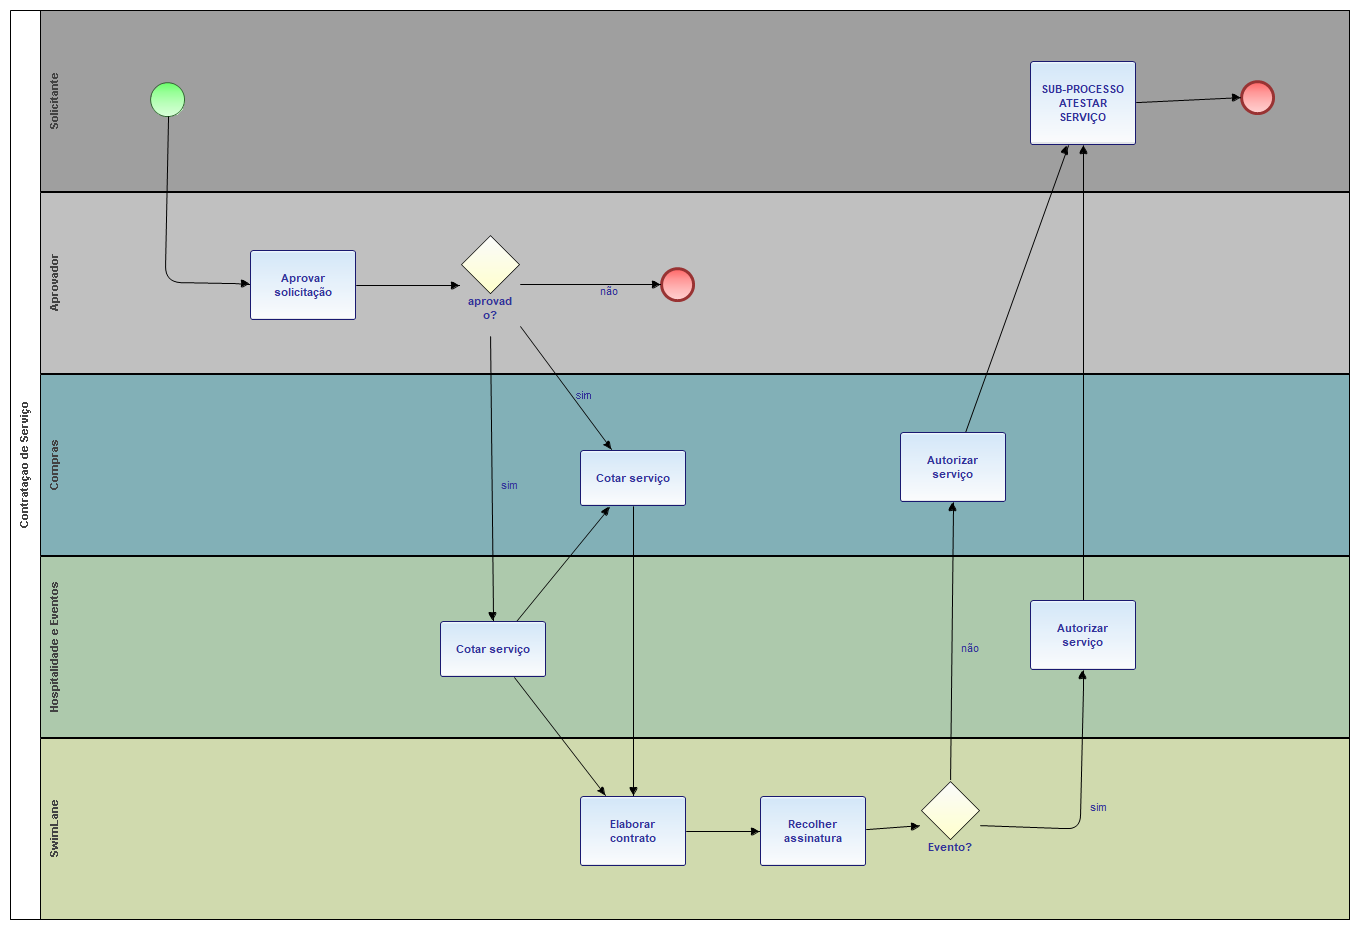 Contrataçao de Serviço
Solicitante
SUB-PROCESSO
ATESTAR
SERVIÇO
Aprovador
Aprovar
solicitação
aprovad
o?
não
Compras
sim
sim
Cotar serviço
Autorizar
serviço
Hospitalidade e Eventos
Cotar serviço
não
Autorizar
serviço
SwimLane
Elaborar
contrato
Recolher
assinatura
Evento?
sim